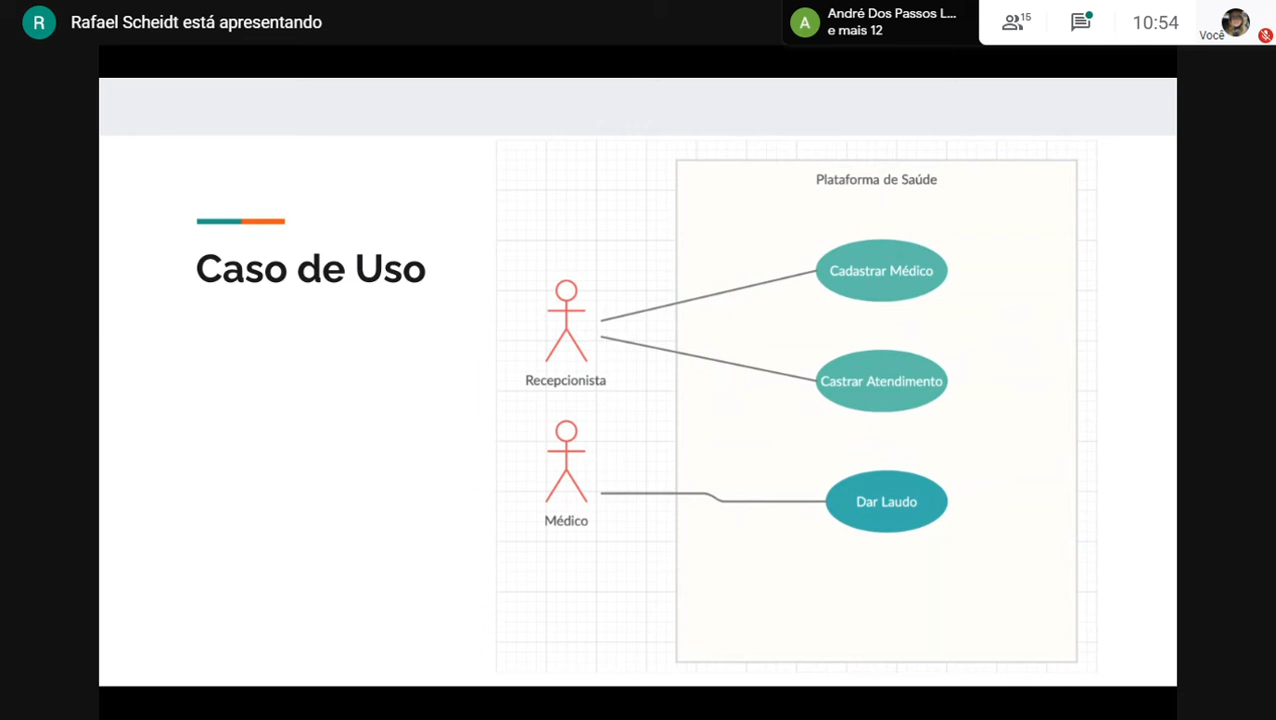 R
Rafael Scheidt está apresentando
A
André Dos Passos L...
e mais 12
15
10:54
Você
Caso de Uso
Plataforma de Saúde
Cadastrar Médico
Castrar Atendimento
Recepcionista
Dar Laudo
Médico